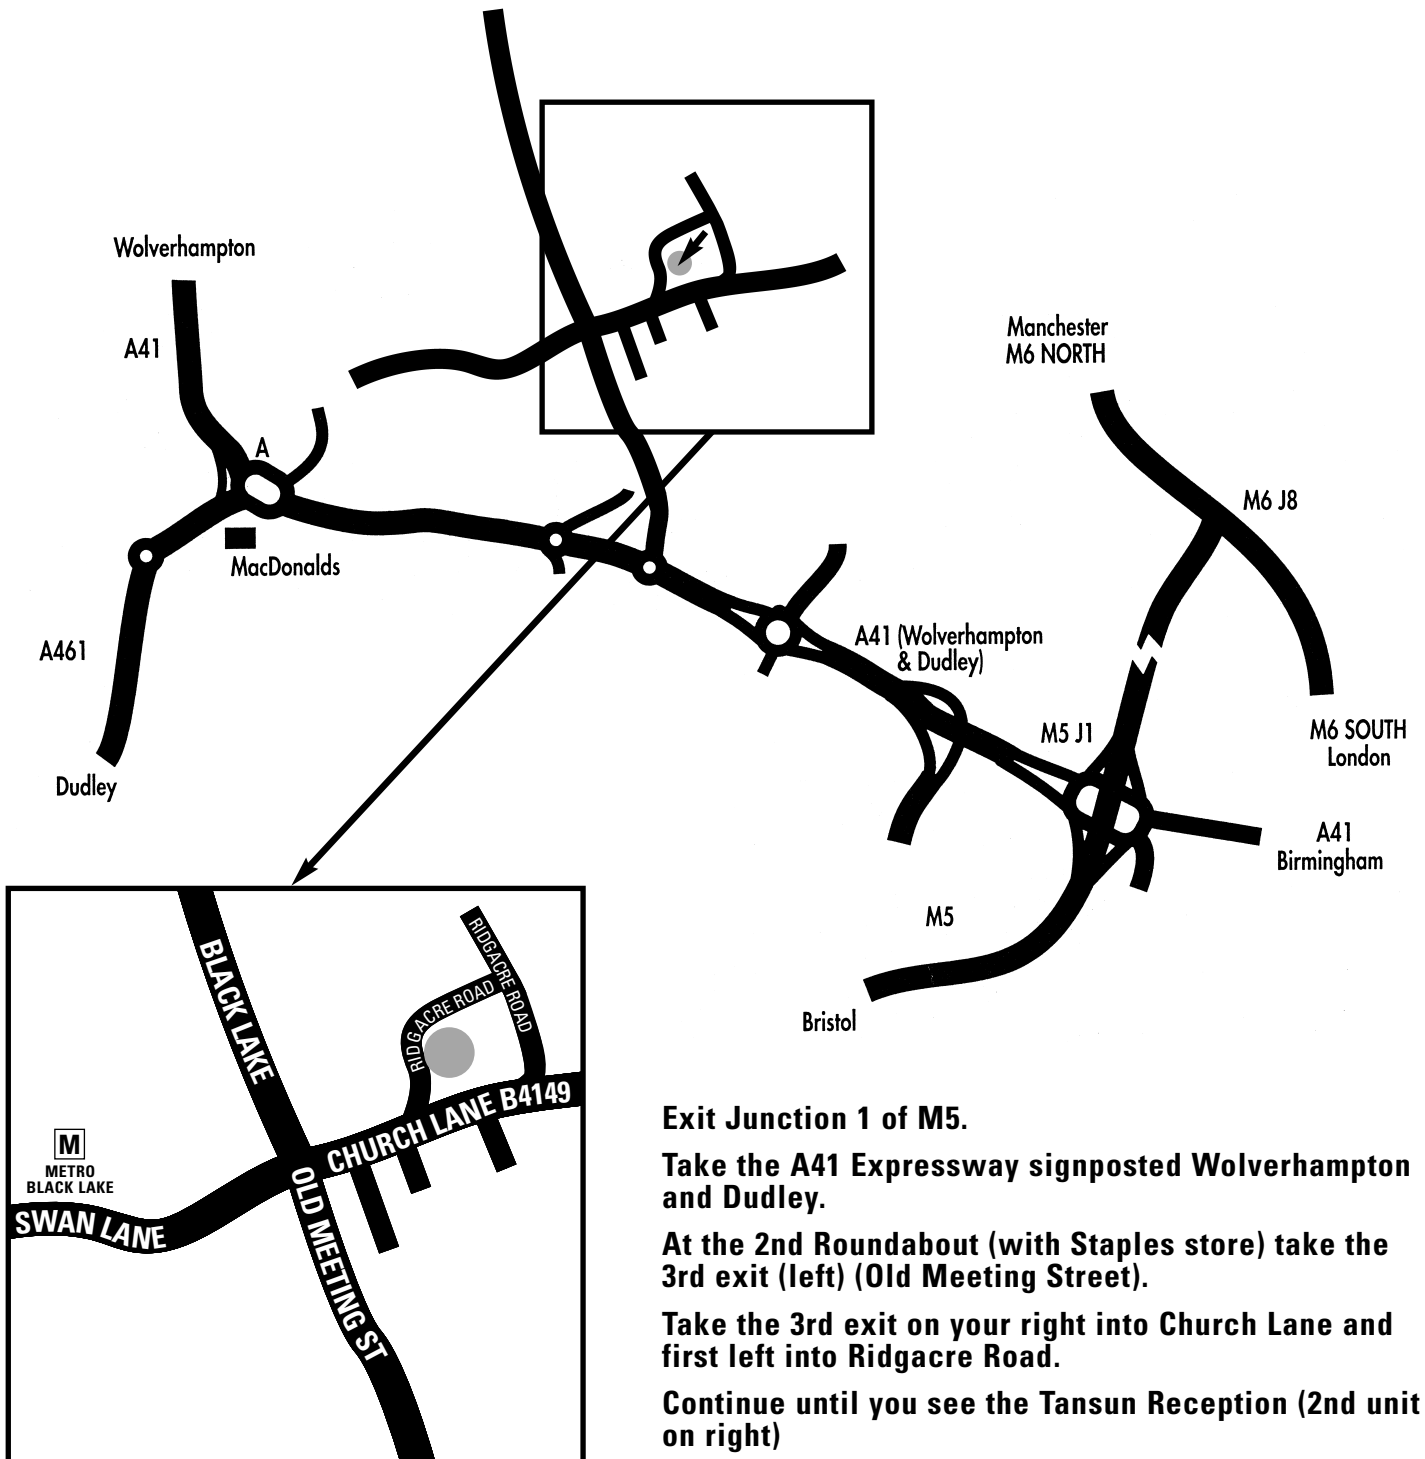 Wolverhampton
A41
A
MacDonalds
A461
Dudley
Manchester
M6 NORTH
M6 J8
A41 (Wolverhampton
& Dudley)
M5 J1
M6 SOUTH
London
A41
Birmingham
M5
Bristol
BLACK LAKE
RIDGACRE ROAD
RIDGACRE ROAD
CHURCH LANE B4149
M
METRO
BLACK LAKE
SWAN LANE
OLD MEETING ST
Exit Junction 1 of M5.
Take the A41 Expressway signposted Wolverhampton
and Dudley.
At the 2nd Roundabout (with Staples store) take the
3rd exit (left) (Old Meeting Street).
Take the 3rd exit on your right into Church Lane and
first left into Ridgacre Road.
Continue until you see the Tansun Reception (2nd unit
on right)